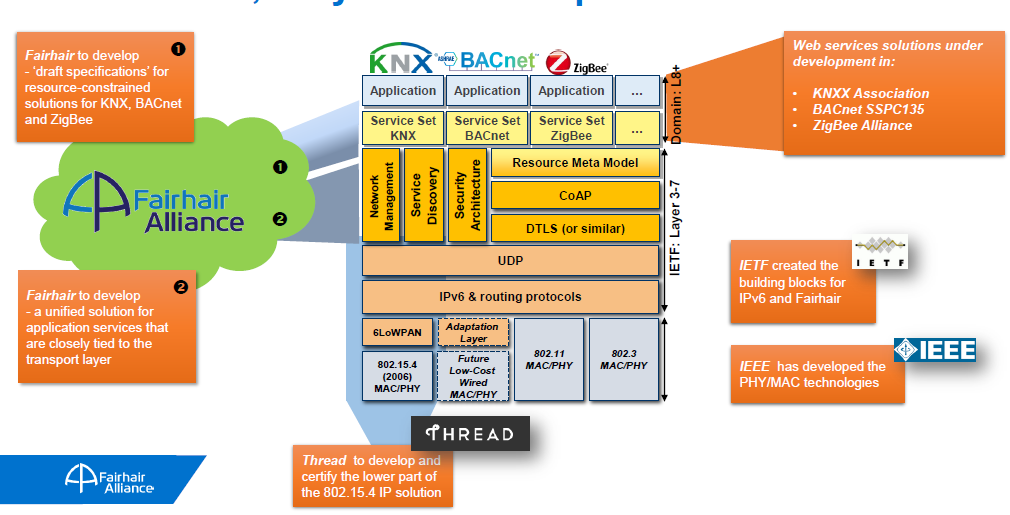 Fairhair to develop ❶
- 'draft specifications' for
resource-constrained
solutions for KNX, BACnet
and ZigBee
KNX
ASHRAE BACnet™
ZigBee®
Web services solutions under
development in:
• KNXX Association
• BACnet SSPC135
• ZigBee Alliance
Application
Application
Application
...
Service Set
KNX
Service Set
BACnet
Service Set
ZigBee
...
Domain: L8+
Network
Management
Service
Discovery
Security
Architecture
Resource Meta Model
CoAP
DTLS (or similar)
UDP
IPv6 & routing protocols
IETF: Layer 3-7
❶
Fairhair
Alliance
❷
Fairhair to develop ❷
- a unified solution for
application services that
are closely tied to the
transport layer
6LoWPAN
Adaptation
Layer
802.15.4
(2006)
MAC/PHY
Future
Low-Cost
Wired
MAC/PHY
802.11
MAC/PHY
802.3
MAC/PHY
I E T F
IETF created the
building blocks for
IPv6 and Fairhair
IEEE
IEEE has developed the
PHY/MAC technologies
THREAD
Thread to develop and
certify the lower part of
the 802.15.4 IP solution
Fairhair
Alliance